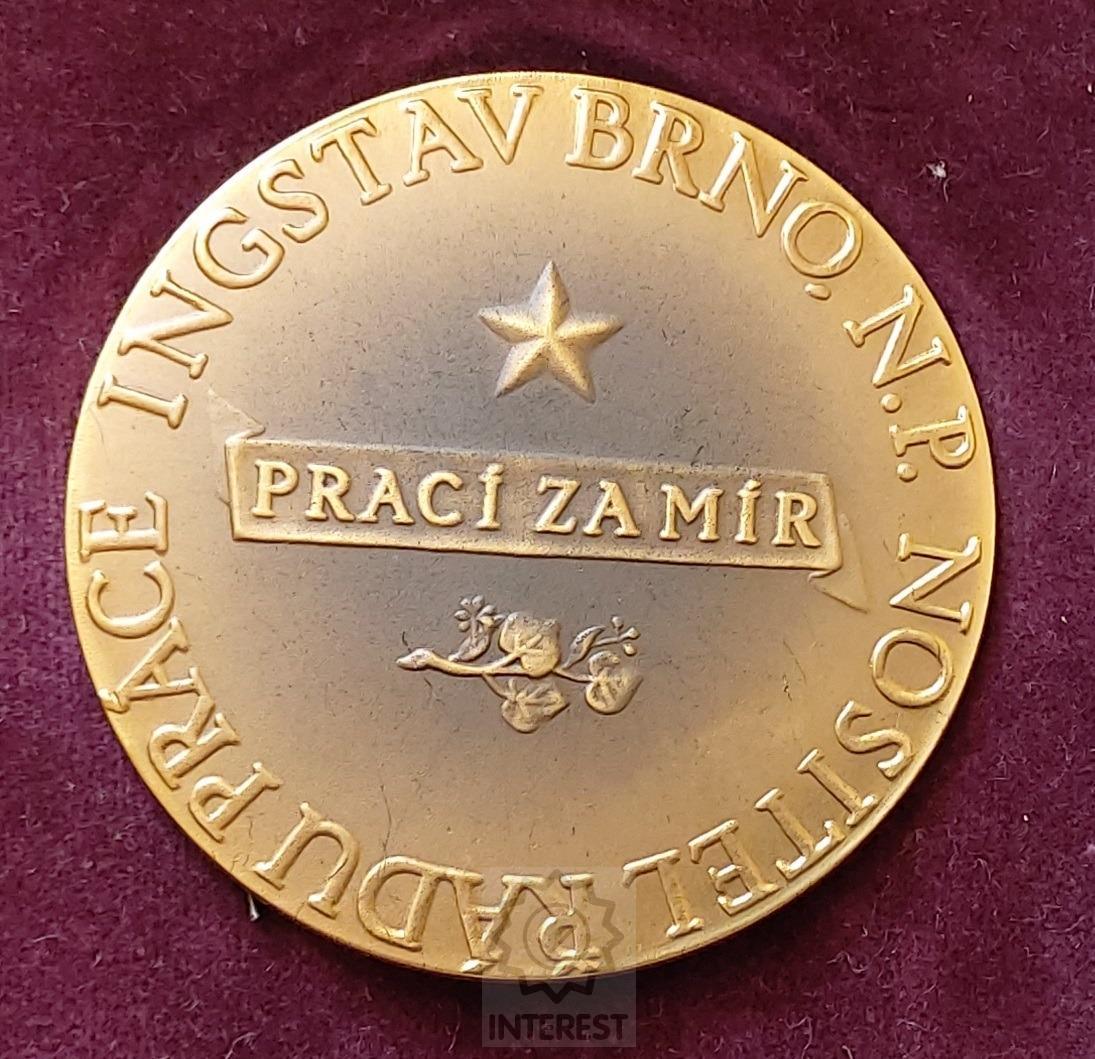 INGSTAV BRNO, N.P. NOSITEL ŘÁDU PRÁCE
PRACÍ ZA MÍR
INTEREST